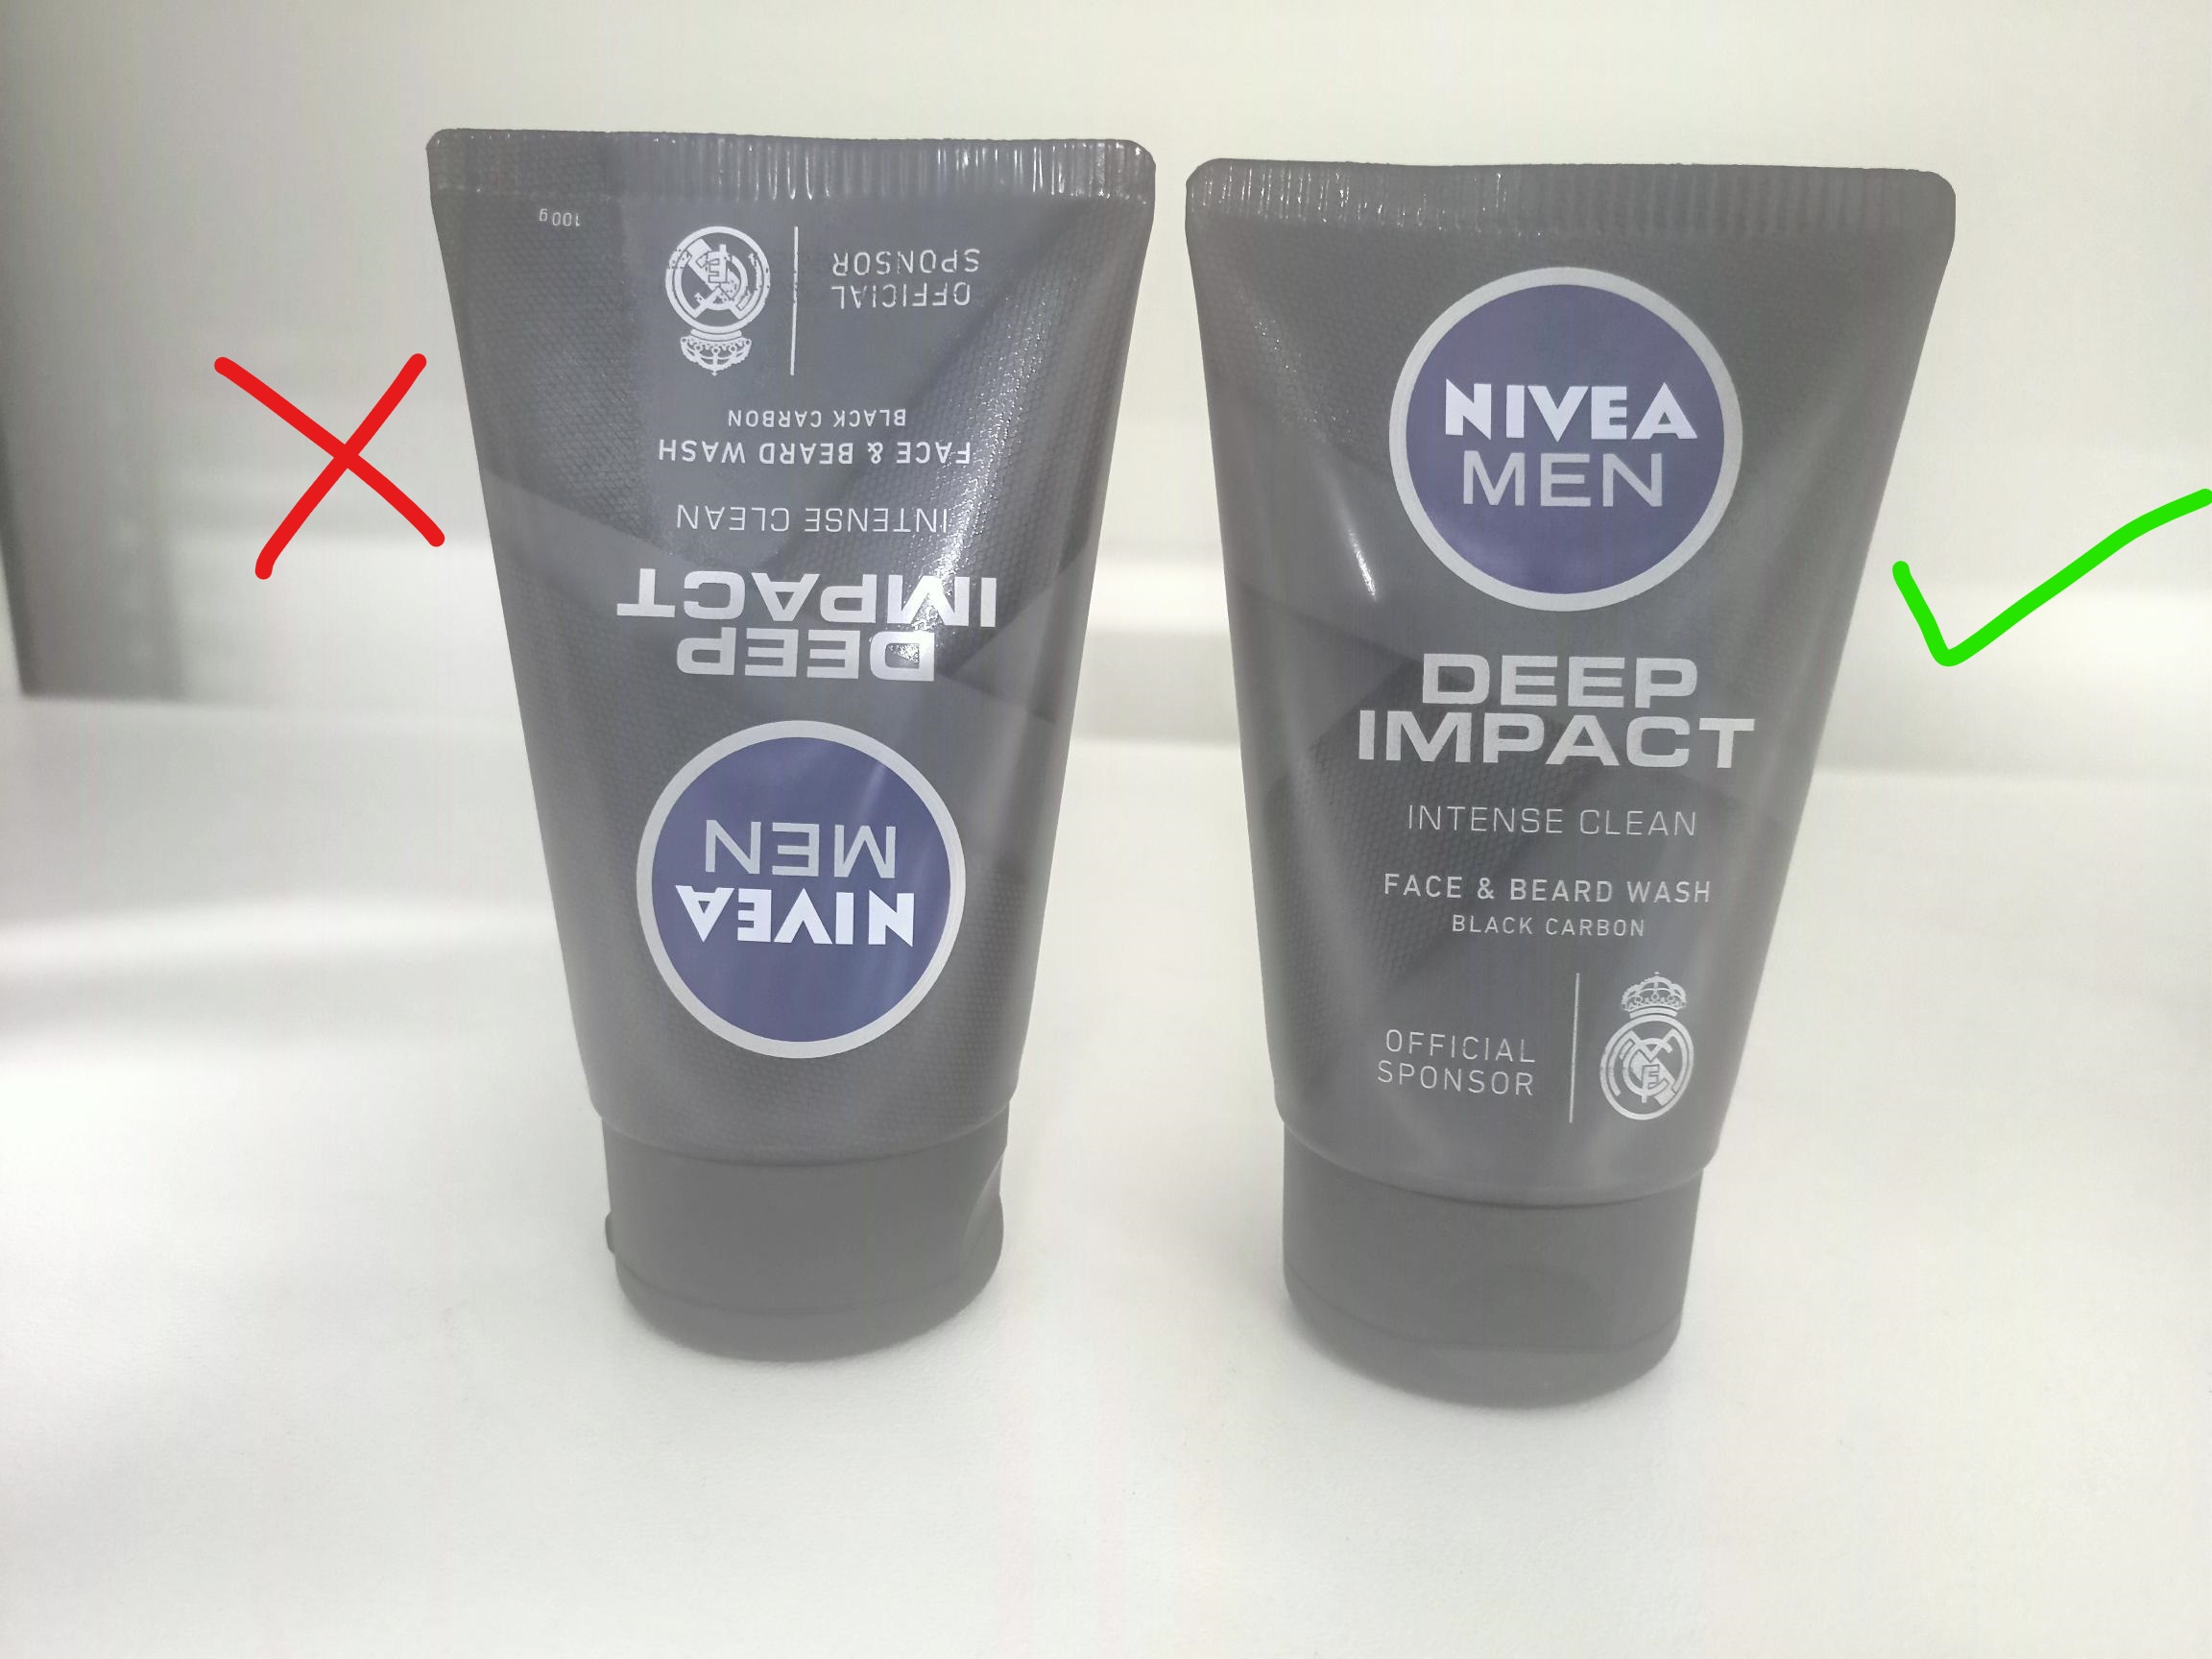 100 g
OFFICIAL
SPONSOR
BLACK CARBON
FACE & BEARD WASH
INTENSE CLEAN
DEEP
IMPACT
NIVEA
MEN
NIVEA
MEN
DEEP
IMPACT
INTENSE CLEAN
FACE & BEARD WASH
BLACK CARBON
OFFICIAL
SPONSOR